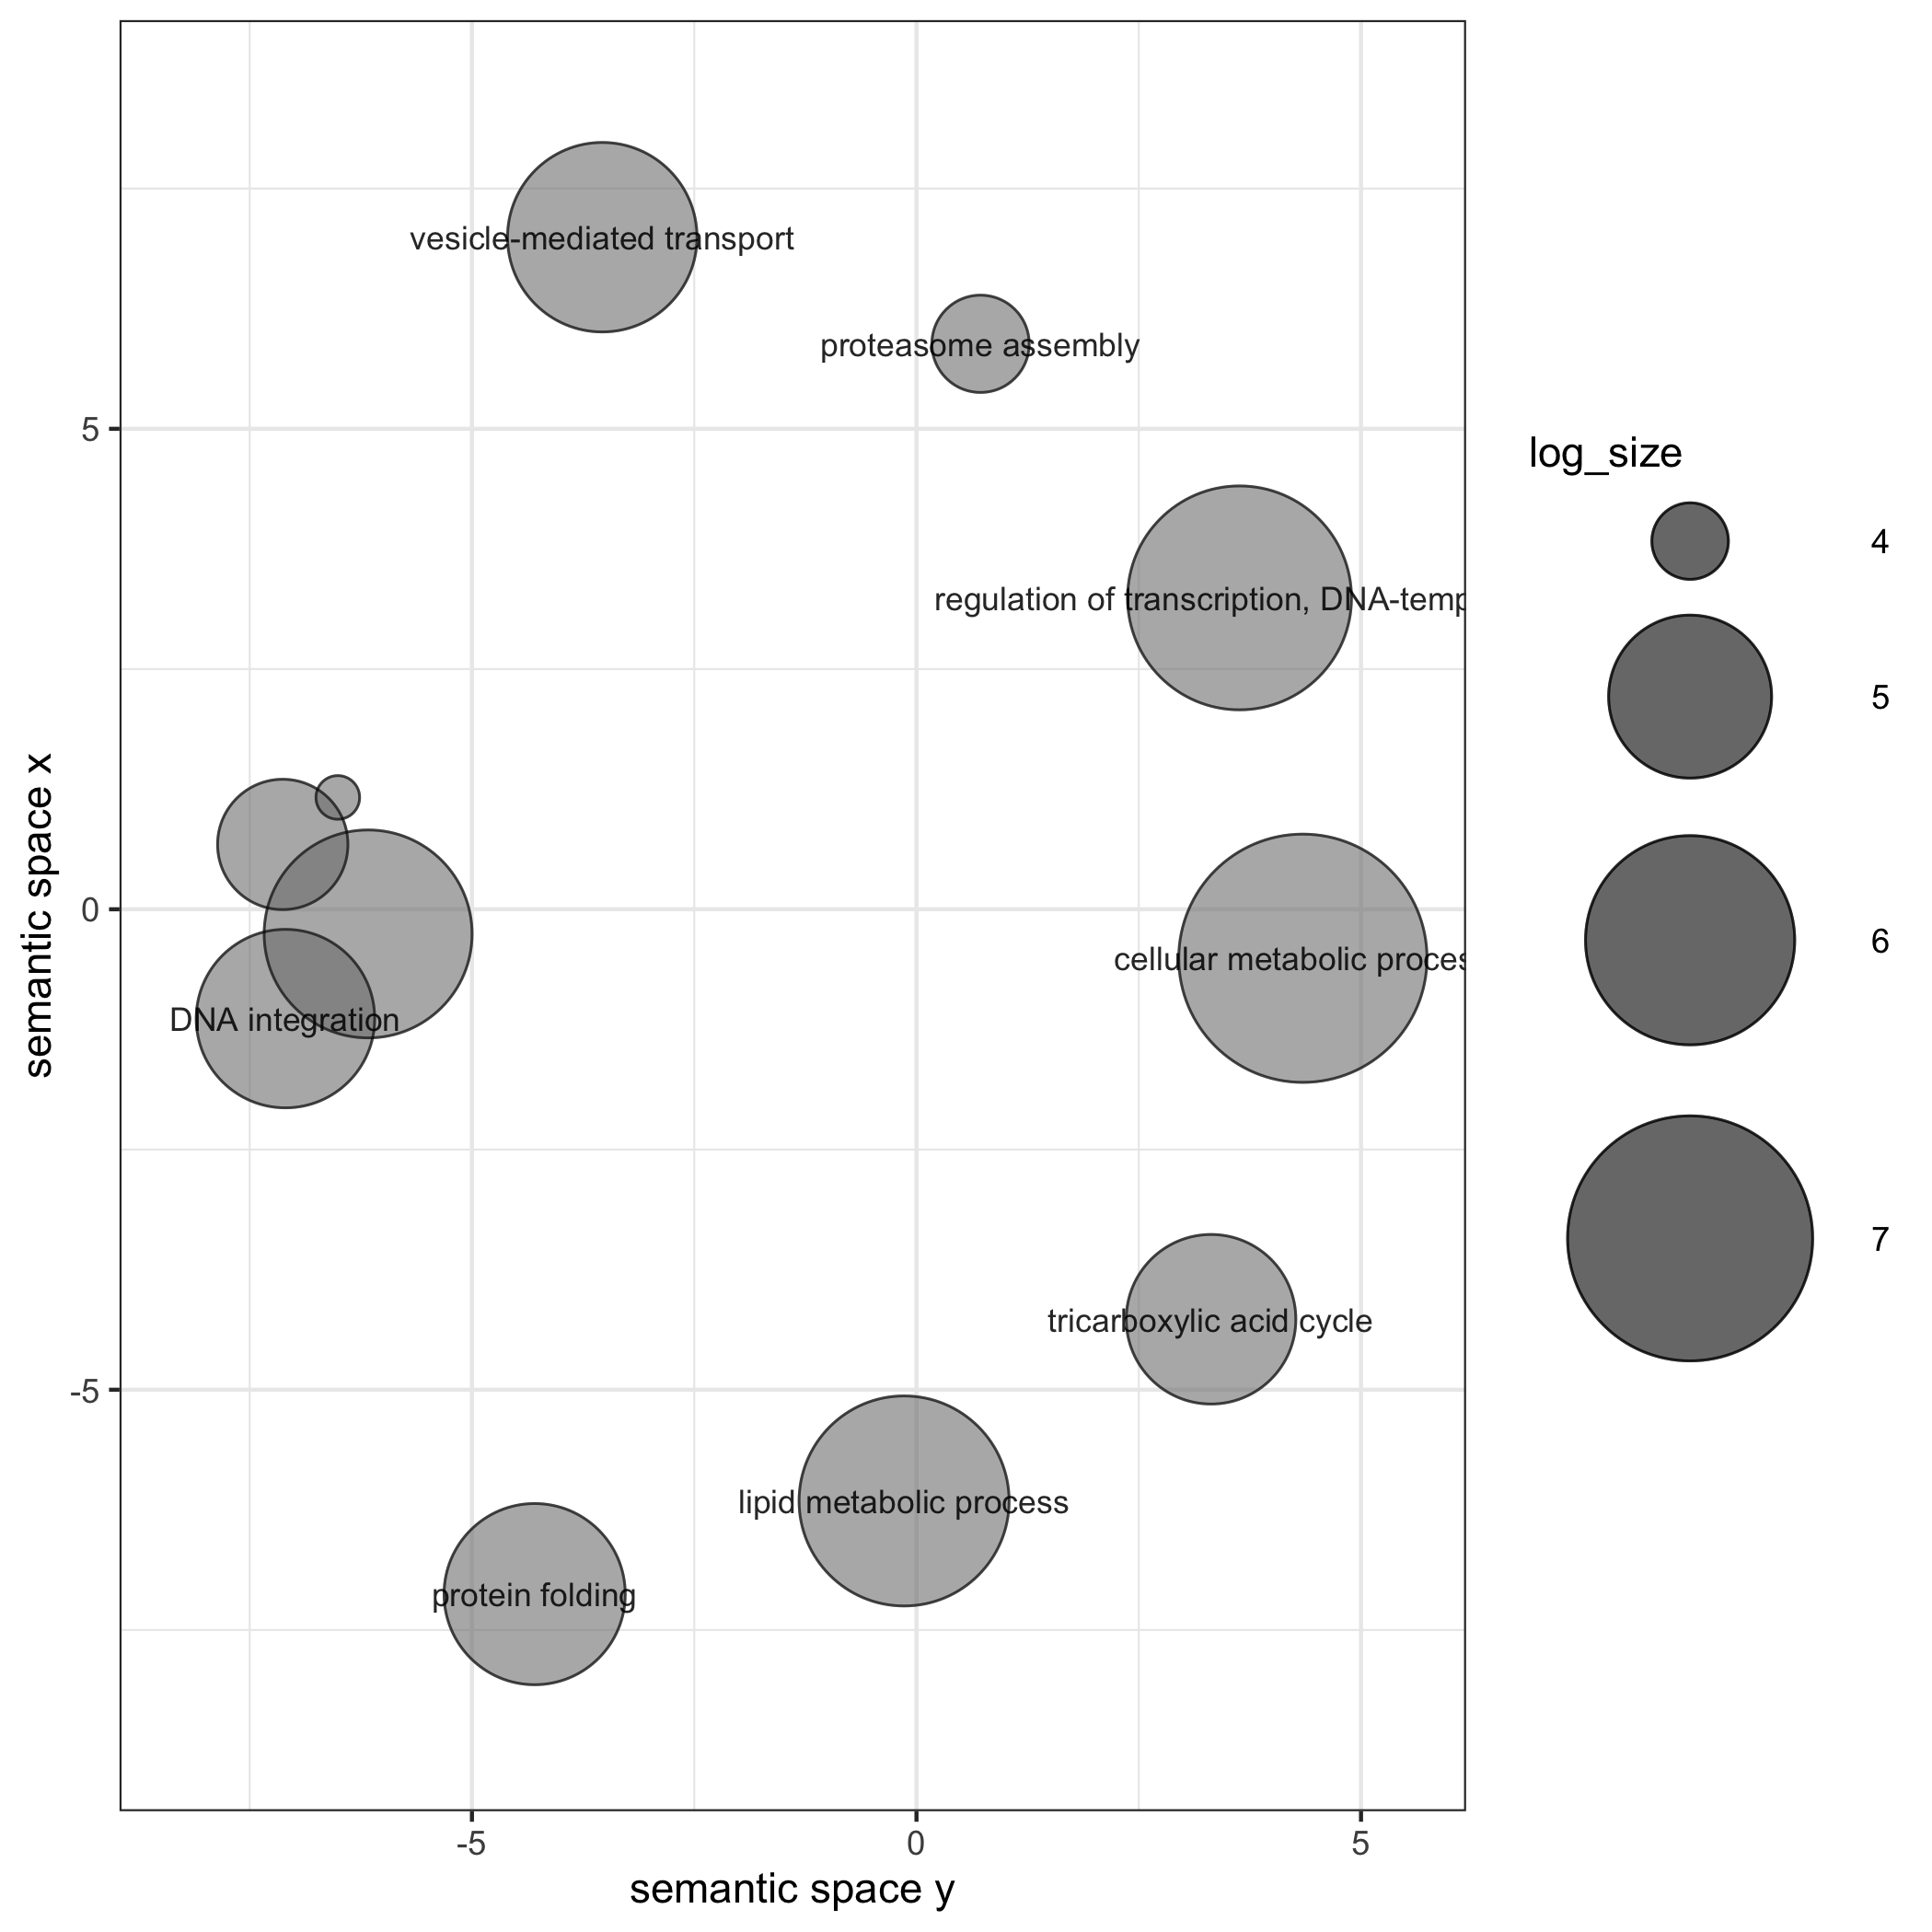 vesicle-mediated transport
proteasome assembly
5
log_size
4
regulation of transcription, DNA-temp
5
semantic space x
0
6
cellular metabolic proces
DNA integration
7
tricarboxylic acid cycle
-5
lipid metabolic process
protein folding
-5
0
5
semantic space y